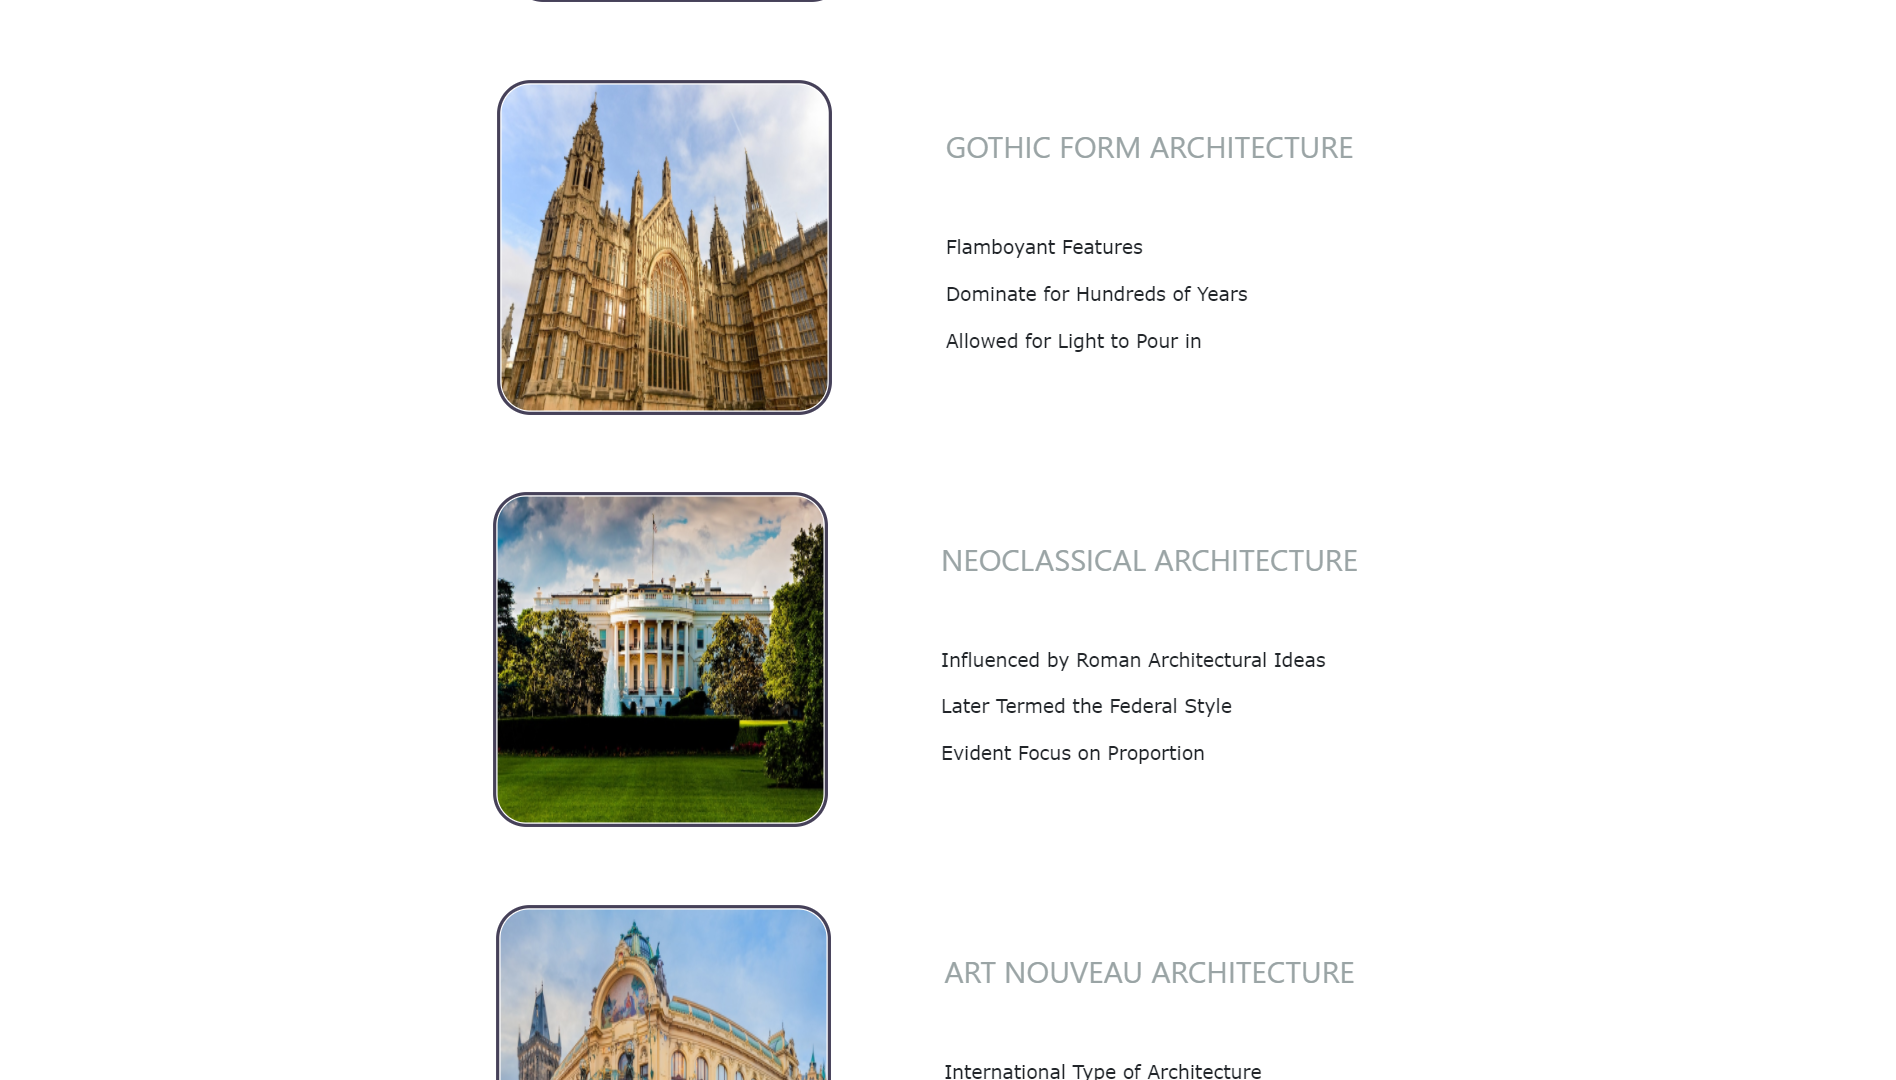 GOTHIC FORM ARCHITECTURE
Flamboyant Features
Dominate for Hundreds of Years
Allowed for Light to Pour in
NEOCLASSICAL ARCHITECTURE
Influenced by Roman Architectural Ideas
Later Termed the Federal Style
Evident Focus on Proportion
ART NOUVEAU ARCHITECTURE
International Type of Architecture